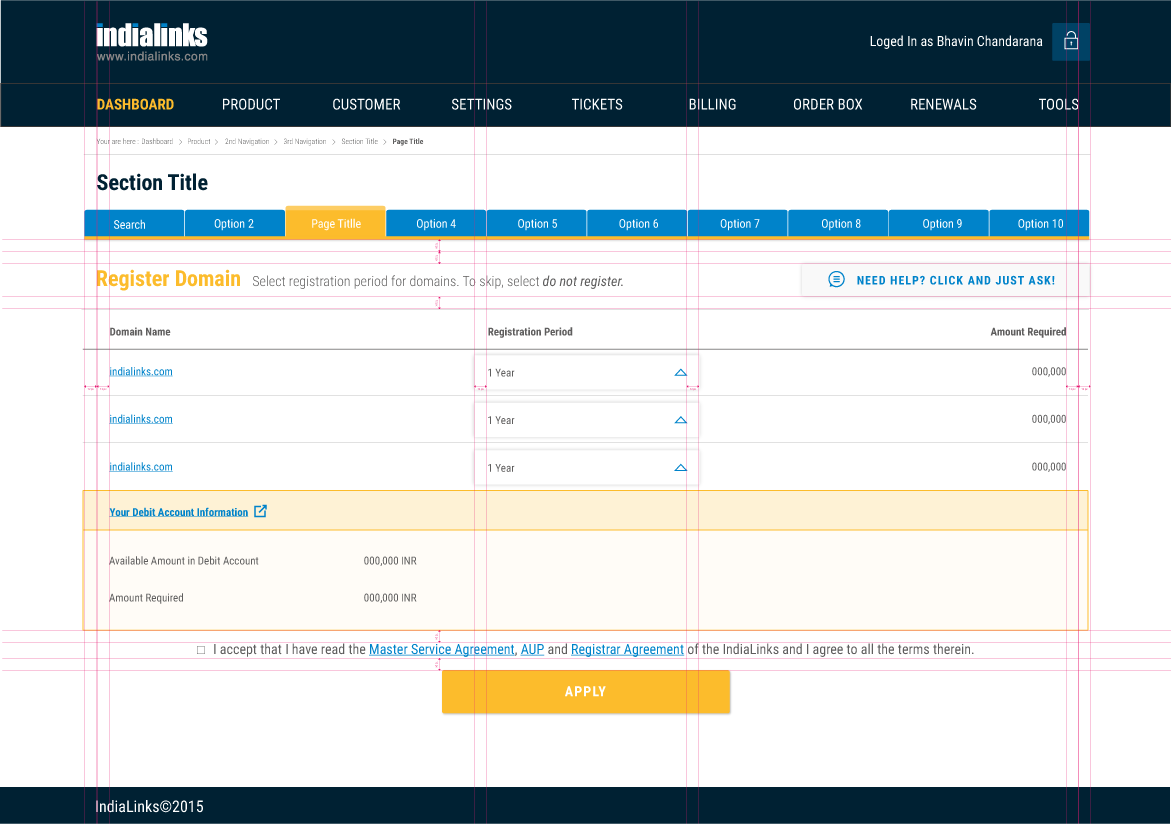 indialinks
www.indialinks.com
Loged In as Bhavin Chandarana
DASHBOARD PRODUCT CUSTOMER SETTINGS TICKETS BILLING ORDER BOX RENEWALS TOOLS
Your are here : Dashboard > Product > 2nd Navigation > 3rd Navigation > Section Title > Page Title
Section Title
Search Option 2 Page Titlle Option 4 Option 5 Option 6 Option 7 Option 8 Option 9 Option 10
Register Domain Select registration period for domains. To skip, select do not register.
NEED HELP? CLICK AND JUST ASK!
Domain Name Registration Period Amount Required
indialinks.com 1 Year 000,000
indialinks.com 1 Year 000,000
indialinks.com 1 Year 000,000
Your Debit Account Information
Available Amount in Debit Account 000,000 INR
Amount Required 000,000 INR
I accept that I have read the Master Service Agreement, AUP and Registrar Agreement of the IndiaLinks and I agree to all the terms therein.
APPLY
IndiaLinks©2015